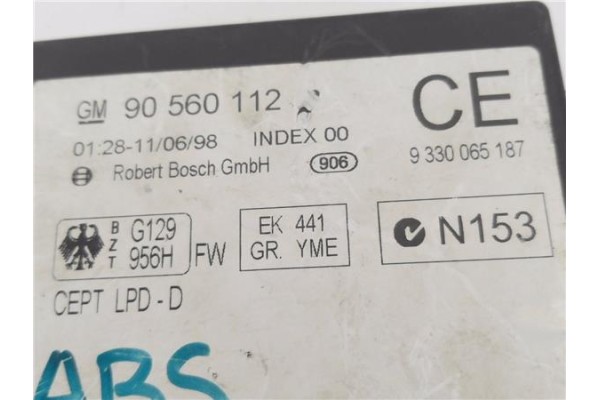 GM 90 560 112
CE
01:28-11/06/98 INDEX 00
Robert Bosch GmbH 906
9 330 065 187
BZT G129 956H FW
EK 441
GR. YME
N153
CEPT LPD-D
ABS